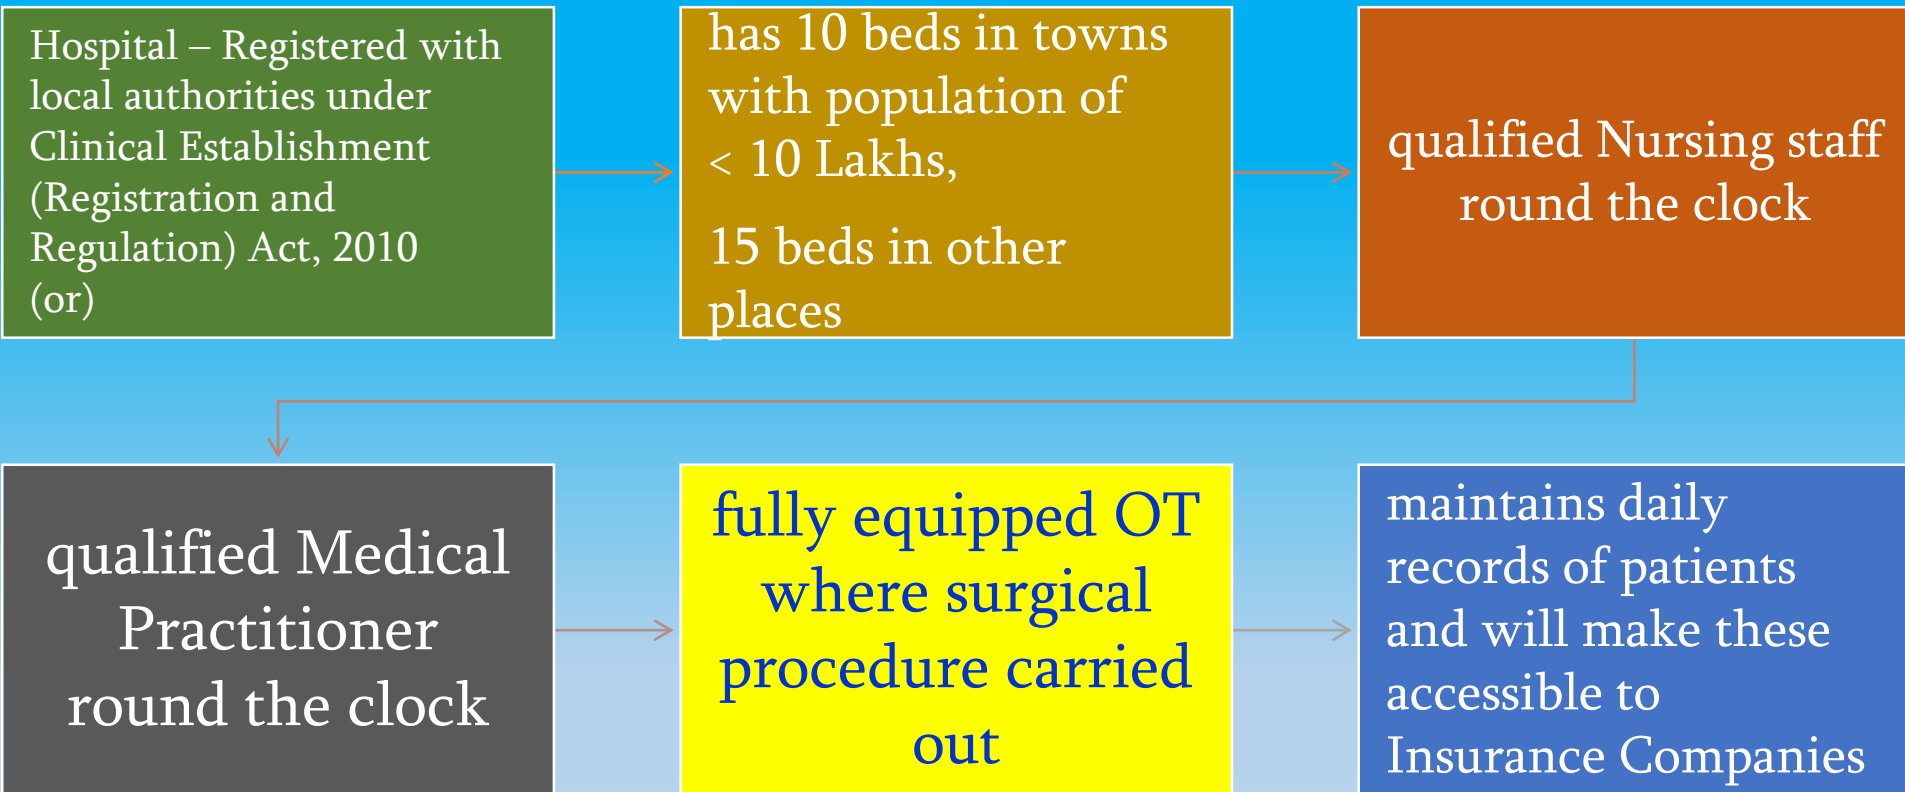 Hospital – Registered with
local authorities under
Clinical Establishment
(Registration and
Regulation) Act, 2010
(or)
has 10 beds in towns
with population of
< 10 Lakhs,
15 beds in other
places
qualified Nursing staff
round the clock
qualified Medical
Practitioner
round the clock
fully equipped OT
where surgical
procedure carried
out
maintains daily
records of patients
and will make these
accessible to
Insurance Companies